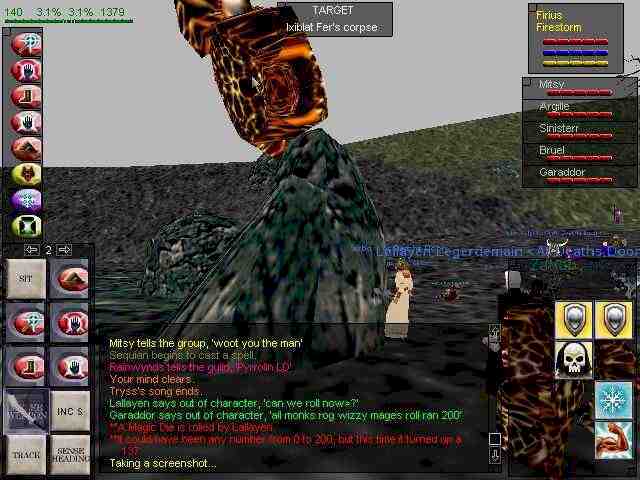 140 3.1% 3.1% 1379
TARGET
Ixiblat Fer's corpse
Firius
Firestorm
Mitsy
Argille
Sinisterr
Bruel
Garaddor
Lallayen Legerdemain <
2
SIT
INC S
TRACK
SENSE
HEADING
Mitsy tells the group, 'woot you the man'
Sequian begins to cast a spell.
Rainwynds tells the guild, 'Pyrrolin LD'
Your mind clears.
Tryss's song ends.
Lallayen says out of character, 'can we roll now=?'
Garaddor says out of character, 'all monks rog wizzy mages roll ran 200'
**A Magic Die is rolled by Lallayen.
**It could have been any number from 0 to 200, but this time it turned up a
137.
Taking a screenshot...